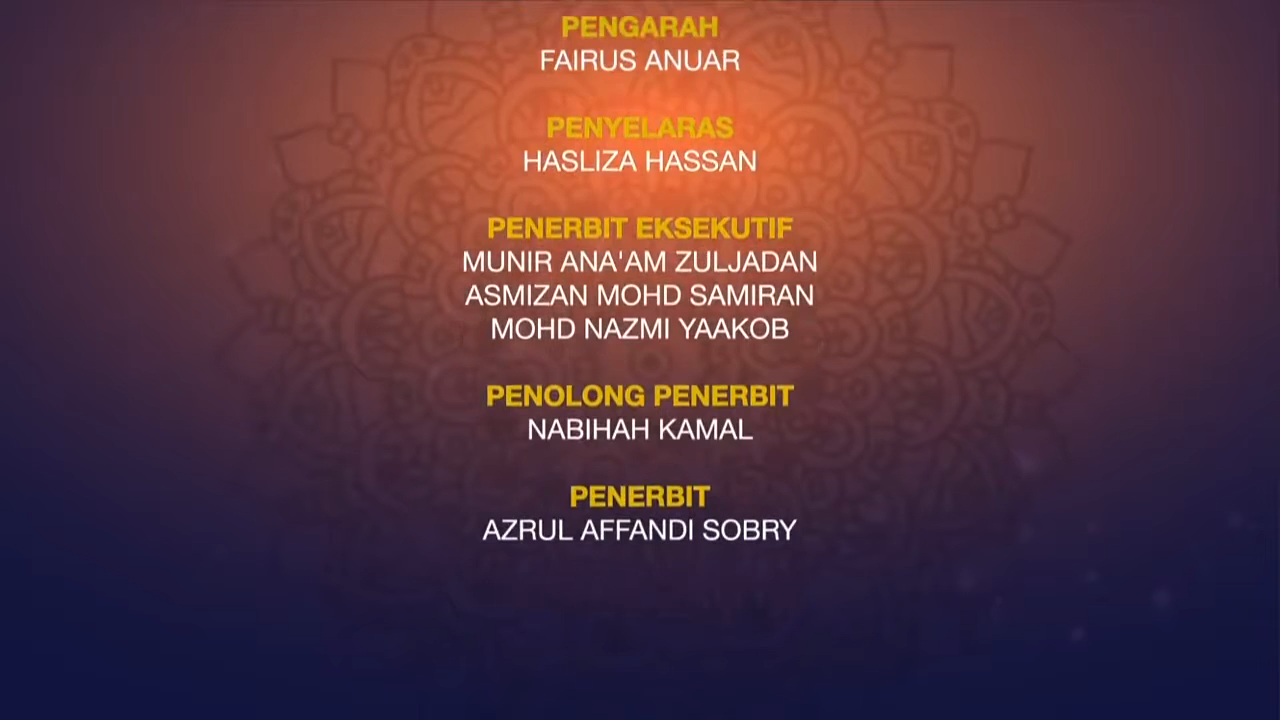 PENGARAH
FAIRUS ANUAR
PENYELARAS
HASLIZA HASSAN
PENERBIT EKSEKUTIF
MUNIR ANA'AM ZULJADAN
ASMIZAN MOHD SAMIRAN
MOHD NAZMI YAAKOB
PENOLONG PENERBIT
NABIHAH KAMAL
PENERBIT
AZRUL AFFANDI SOBRY